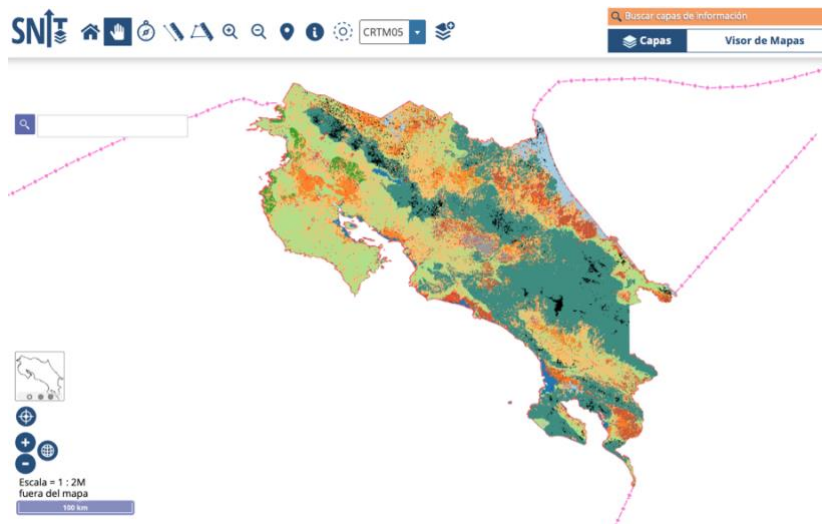 SNIT
CRTM05
Buscar capas de información
Capas
Visor de Mapas
Escala = 1 : 2M
fuera del mapa
100 km